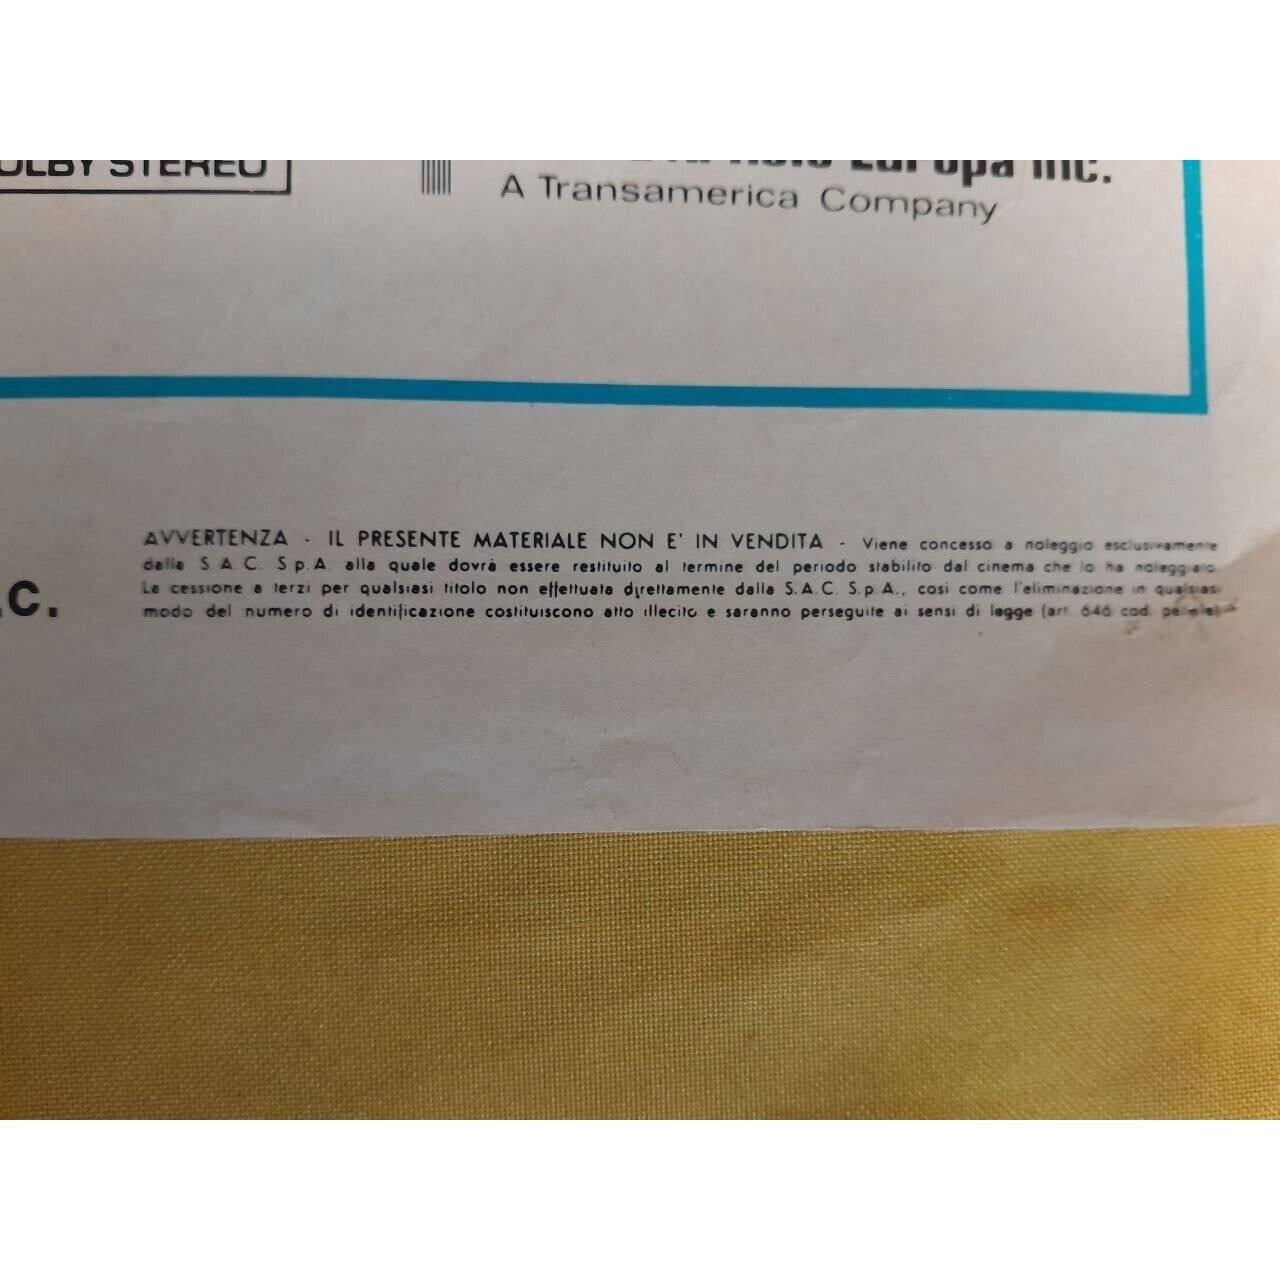 DOLBY STEREO
Europa Inc.
A Transamerica Company
AVVERTENZA - IL PRESENTE MATERIALE NON E' IN VENDITA - Viene concesso a noleggio esclusivamente
dalla S.A.C. S.p.A. alla quale dovrà essere restituito al termine del periodo stabilito dal cinema che lo ha noleggiato.
La cessione a terzi per qualsiasi titolo non effettuata direttamente dalla S.A.C. S.p.A., così come l'eliminazione in qualsiasi
.C.
modo del numero di identificazione costituiscono atto illecito e saranno perseguite ai sensi di legge (art. 646 cod. penale)